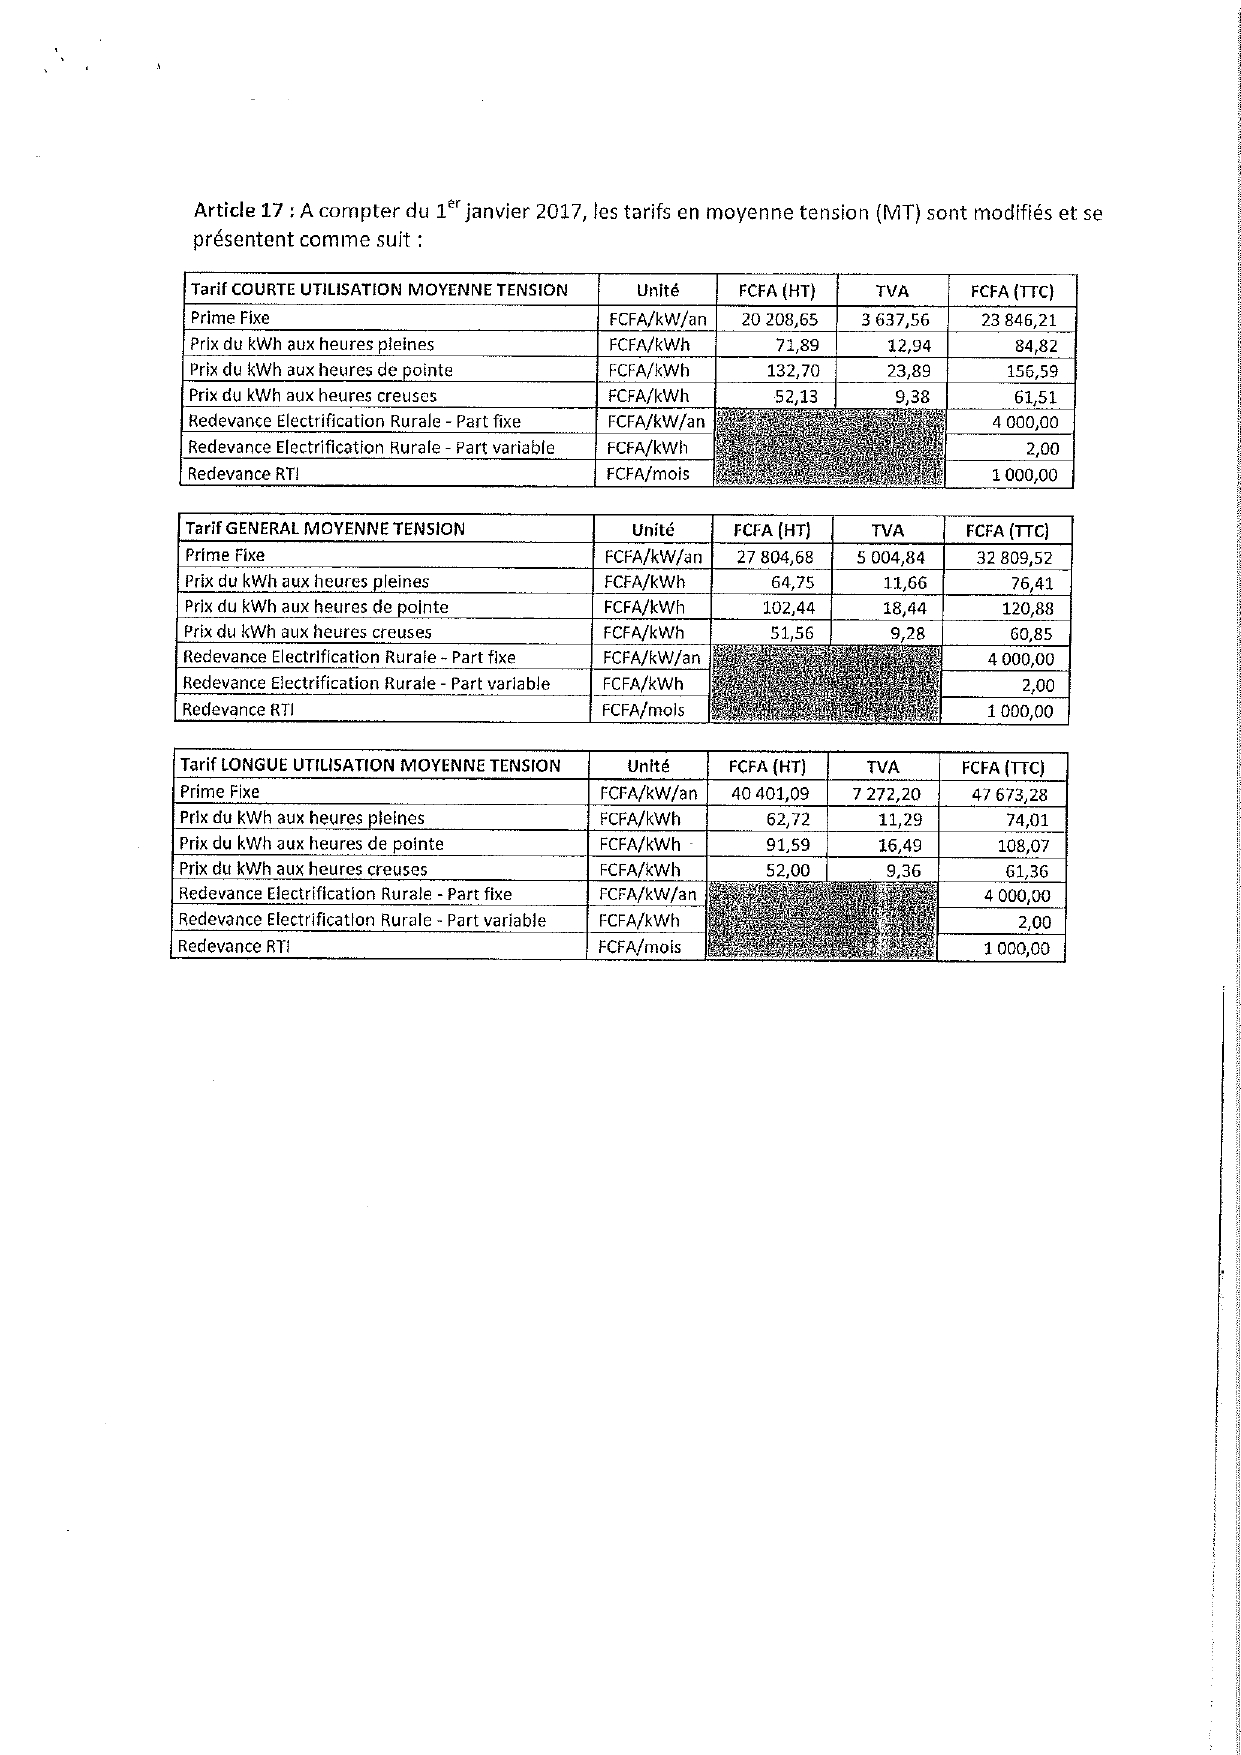 Article 17 : A compter du 1er janvier 2017, les tarifs en moyenne tension (MT) sont modifiés et se
présentent comme suit :
Tarif COURTE UTILISATION MOYENNE TENSION Unité FCFA (HT) TVA FCFA (TTC)
Prime Fixe FCFA/kW/an 20 208,65 3 637,56 23 846,21
Prix du kWh aux heures pleines FCFA/kWh 71,89 12,94 84,82
Prix du kWh aux heures de pointe FCFA/kWh 132,70 23,89 156,59
Prix du kWh aux heures creuses FCFA/kWh 52,13 9,38 61,51
Redevance Electrification Rurale - Part fixe FCFA/kW/an 4 000,00
Redevance Electrification Rurale - Part variable FCFA/kWh 2,00
Redevance RTI FCFA/mois 1 000,00
Tarif GENERAL MOYENNE TENSION Unité FCFA (HT) TVA FCFA (TTC)
Prime Fixe FCFA/kW/an 27 804,68 5 004,84 32 809,52
Prix du kWh aux heures pleines FCFA/kWh 64,75 11,66 76,41
Prix du kWh aux heures de pointe FCFA/kWh 102,44 18,44 120,88
Prix du kWh aux heures creuses FCFA/kWh 51,56 9,28 60,85
Redevance Electrification Rurale - Part fixe FCFA/kW/an 4 000,00
Redevance Electrification Rurale - Part variable FCFA/kWh 2,00
Redevance RTI FCFA/mois 1 000,00
Tarif LONGUE UTILISATION MOYENNE TENSION Unité FCFA (HT) TVA FCFA (TTC)
Prime Fixe FCFA/kW/an 40 401,09 7 272,20 47 673,28
Prix du kWh aux heures pleines FCFA/kWh 62,72 11,29 74,01
Prix du kWh aux heures de pointe FCFA/kWh 91,59 16,49 108,07
Prix du kWh aux heures creuses FCFA/kWh 52,00 9,36 61,36
Redevance Electrification Rurale - Part fixe FCFA/kW/an 4 000,00
Redevance Electrification Rurale - Part variable FCFA/kWh 2,00
Redevance RTI FCFA/mois 1 000,00